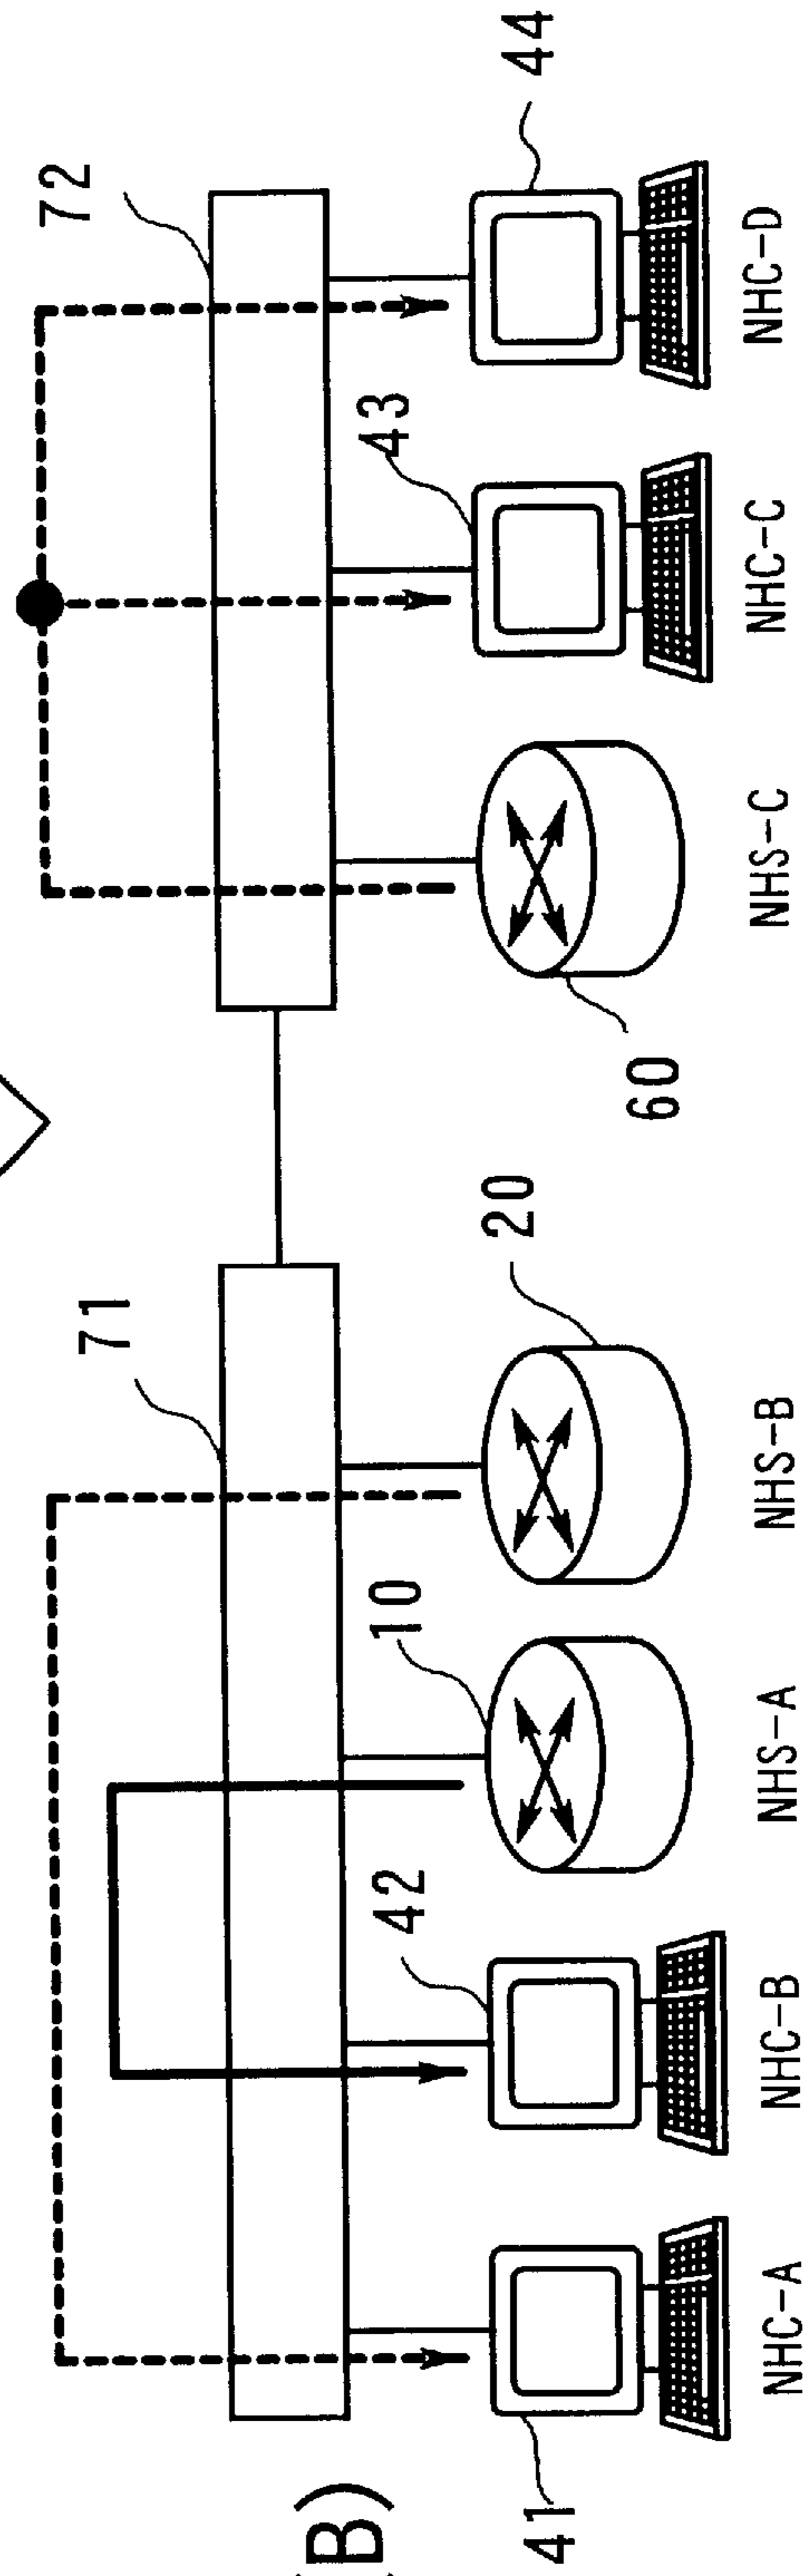 (B)
71
72
41
42
10
20
60
43
44
NHC-A
NHC-B
NHS-A
NHS-B
NHS-C
NHC-C
NHC-D